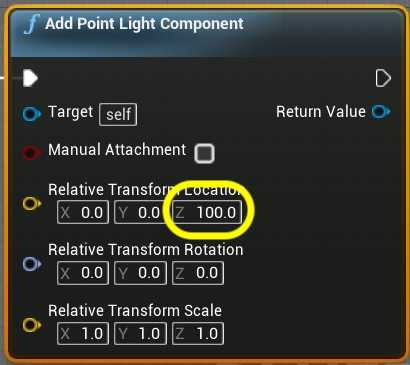 f Add Point Light Component
Target self Return Value
Manual Attachment
Relative Transform Location
X 0.0 Y 0.0 Z 100.0
Relative Transform Rotation
X 0.0 Y 0.0 Z 0.0
Relative Transform Scale
X 1.0 Y 1.0 Z 1.0